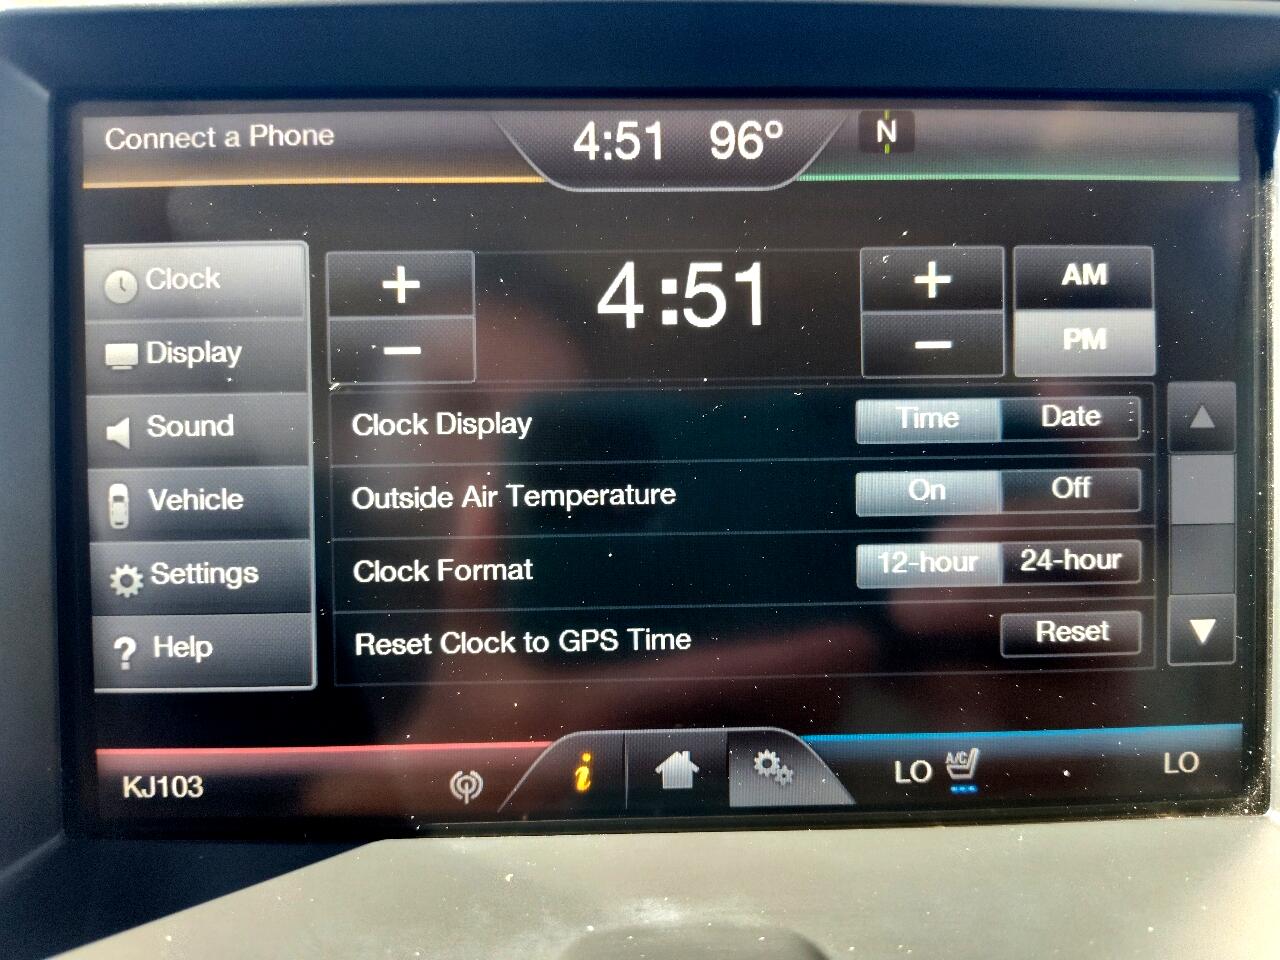 Connect a Phone 4:51 96° N
Clock + 4:51 + AM
Display − − PM
Sound Clock Display Time Date
Vehicle Outside Air Temperature On Off
Settings Clock Format 12-hour 24-hour
Help Reset Clock to GPS Time Reset
KJ103 i LO A/C LO